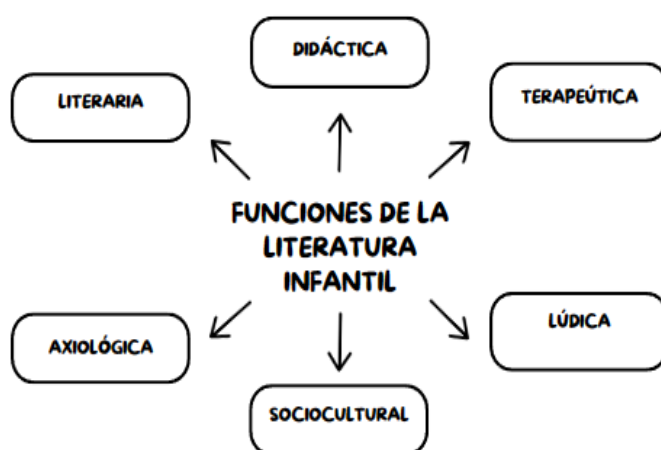 DIDÁCTICA
LITERARIA
TERAPEÚTICA
FUNCIONES DE LA
LITERATURA
INFANTIL
AXIOLÓGICA
LÚDICA
SOCIOCULTURAL